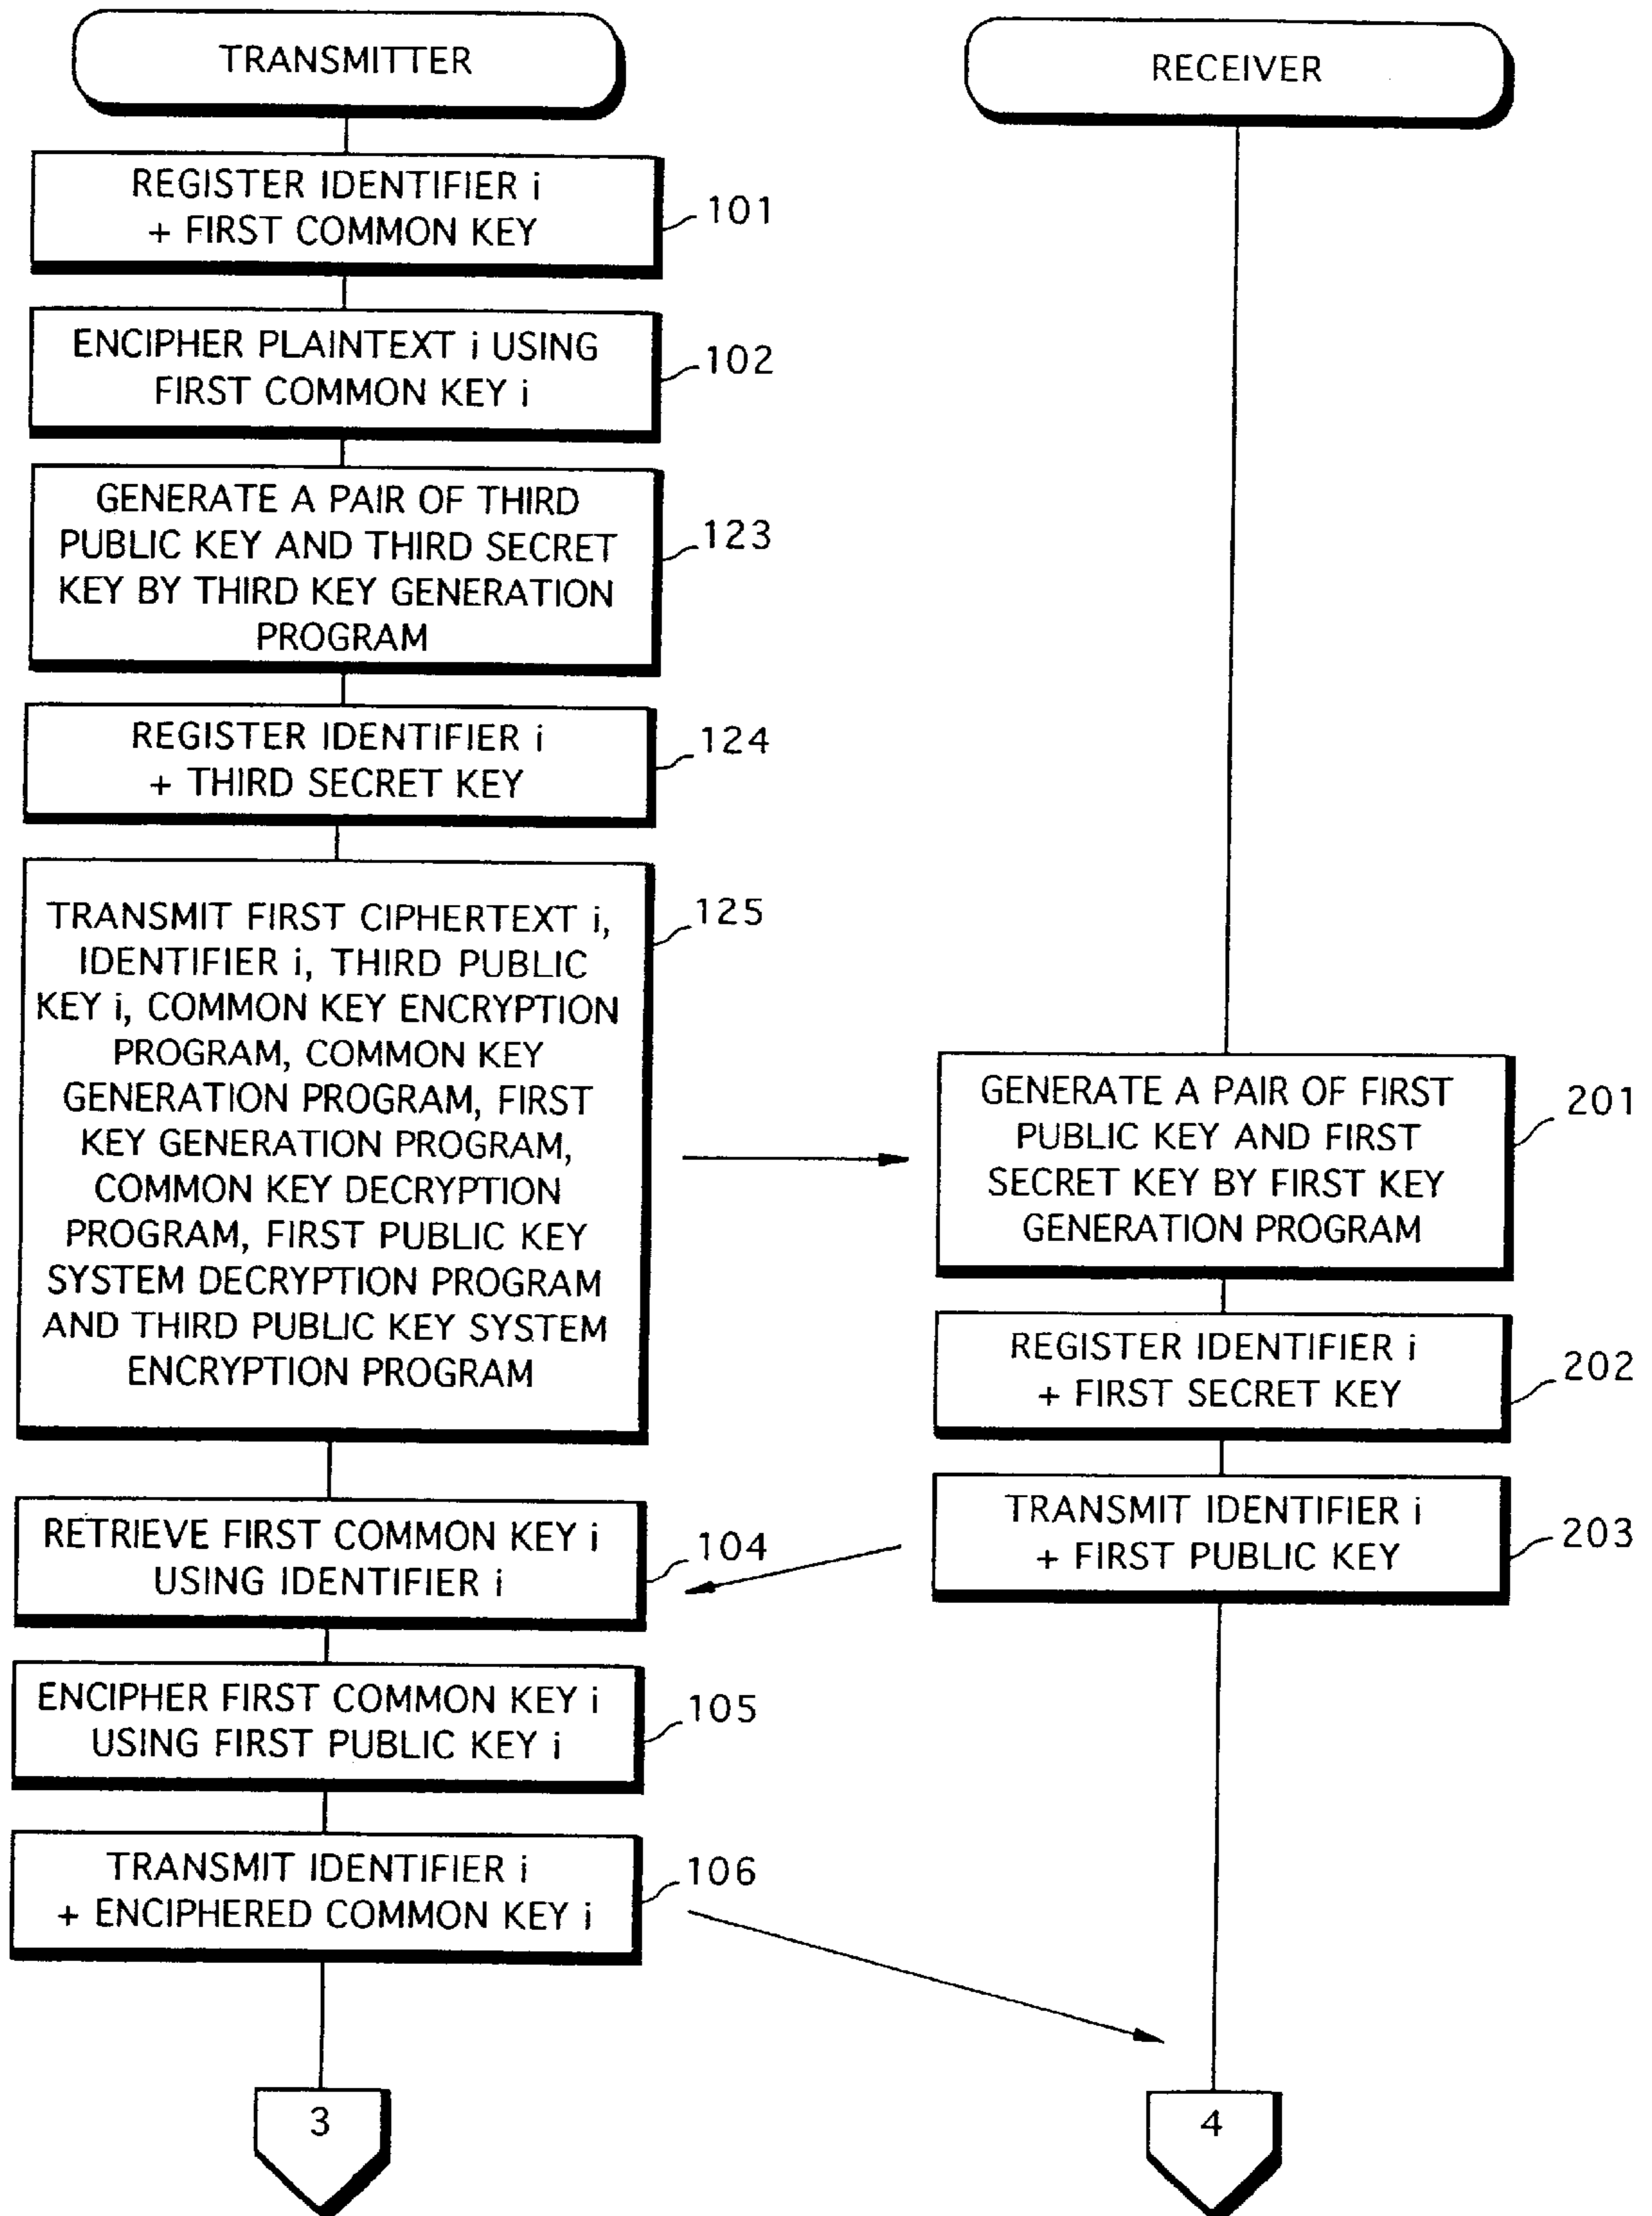 TRANSMITTER
REGISTER IDENTIFIER i
+ FIRST COMMON KEY
101
ENCIPHER PLAINTEXT i USING
FIRST COMMON KEY i
102
GENERATE A PAIR OF THIRD
PUBLIC KEY AND THIRD SECRET
KEY BY THIRD KEY GENERATION
PROGRAM
123
REGISTER IDENTIFIER i
+ THIRD SECRET KEY
124
TRANSMIT FIRST CIPHERTEXT i,
IDENTIFIER i, THIRD PUBLIC
KEY i, COMMON KEY ENCRYPTION
PROGRAM, COMMON KEY
GENERATION PROGRAM, FIRST
KEY GENERATION PROGRAM,
COMMON KEY DECRYPTION
PROGRAM, FIRST PUBLIC KEY
SYSTEM DECRYPTION PROGRAM
AND THIRD PUBLIC KEY SYSTEM
ENCRYPTION PROGRAM
125
RETRIEVE FIRST COMMON KEY i
USING IDENTIFIER i
104
ENCIPHER FIRST COMMON KEY i
USING FIRST PUBLIC KEY i
105
TRANSMIT IDENTIFIER i
+ ENCIPHERED COMMON KEY i
106
3
RECEIVER
GENERATE A PAIR OF FIRST
PUBLIC KEY AND FIRST
SECRET KEY BY FIRST KEY
GENERATION PROGRAM
201
REGISTER IDENTIFIER i
+ FIRST SECRET KEY
202
TRANSMIT IDENTIFIER i
+ FIRST PUBLIC KEY
203
4